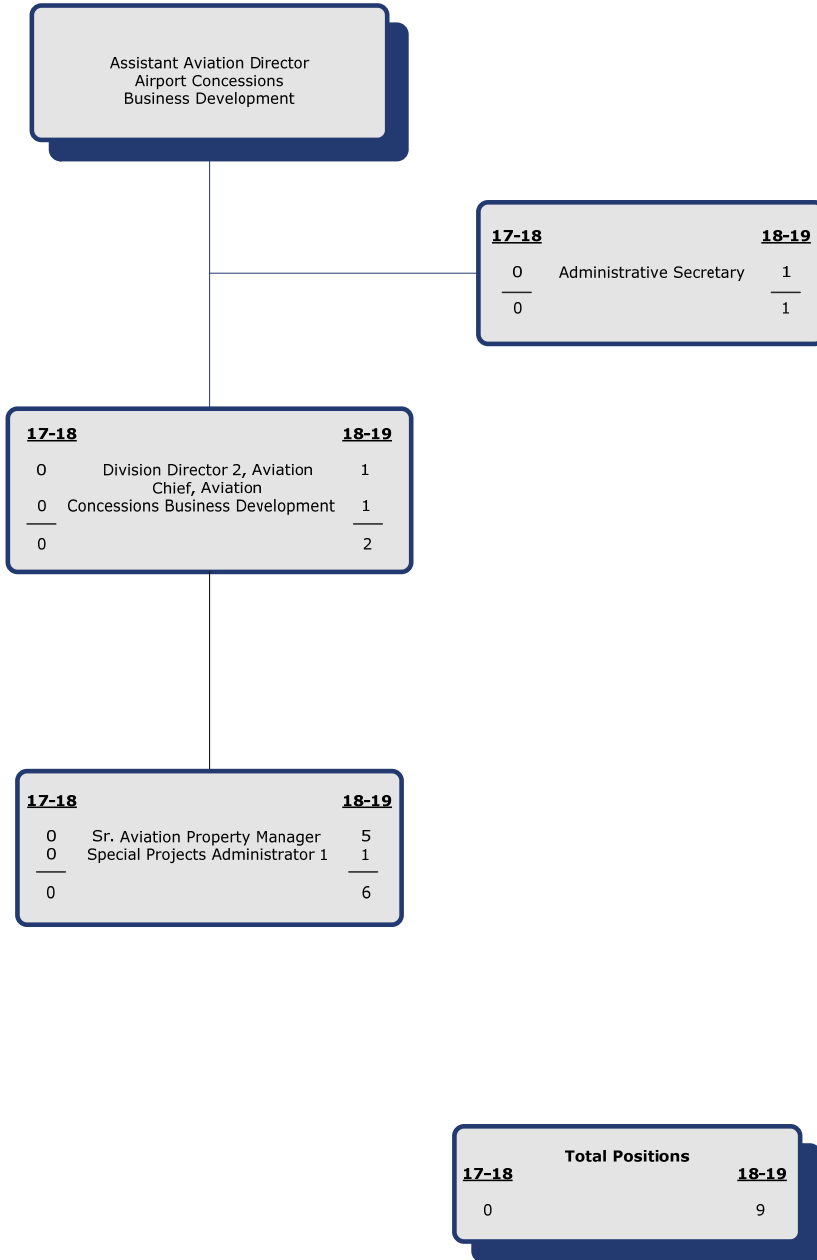 Assistant Aviation Director
Airport Concessions
Business Development
17-18 18-19
0 Administrative Secretary 1
0 1
17-18 18-19
0 Division Director 2, Aviation 1
Chief, Aviation
0 Concessions Business Development 1
0 2
17-18 18-19
0 Sr. Aviation Property Manager 5
0 Special Projects Administrator 1 1
0 6
Total Positions
17-18 18-19
0 9